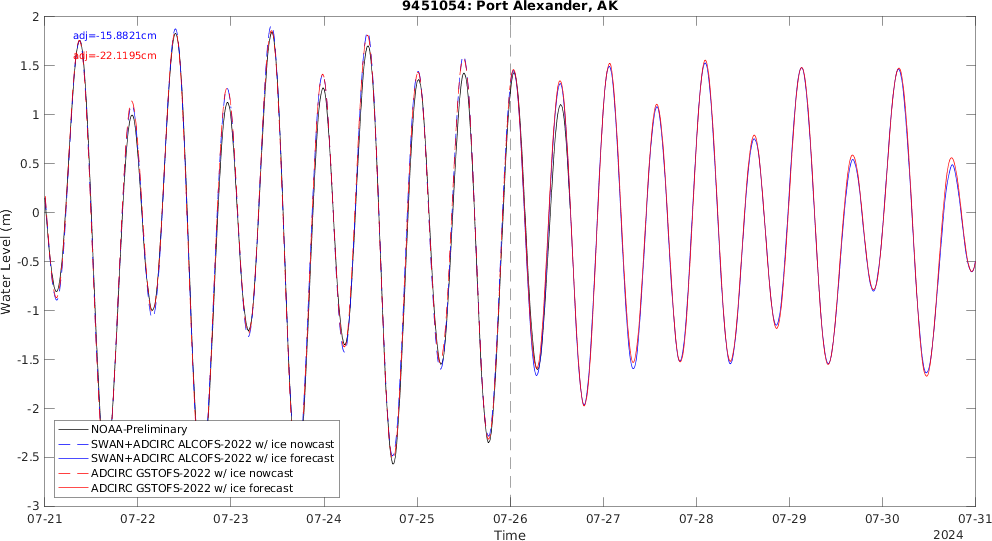 9451054: Port Alexander, AK
adj=-15.8821cm
adj=-22.1195cm
2
1.5
1
0.5
0
-0.5
-1
-1.5
-2
-2.5
-3
Water Level (m)
NOAA-Preliminary
SWAN+ADCIRC ALCOFS-2022 w/ ice nowcast
SWAN+ADCIRC ALCOFS-2022 w/ ice forecast
ADCIRC GSTOFS-2022 w/ ice nowcast
ADCIRC GSTOFS-2022 w/ ice forecast
07-21 07-22 07-23 07-24 07-25 07-26 07-27 07-28 07-29 07-30 07-31
Time
2024